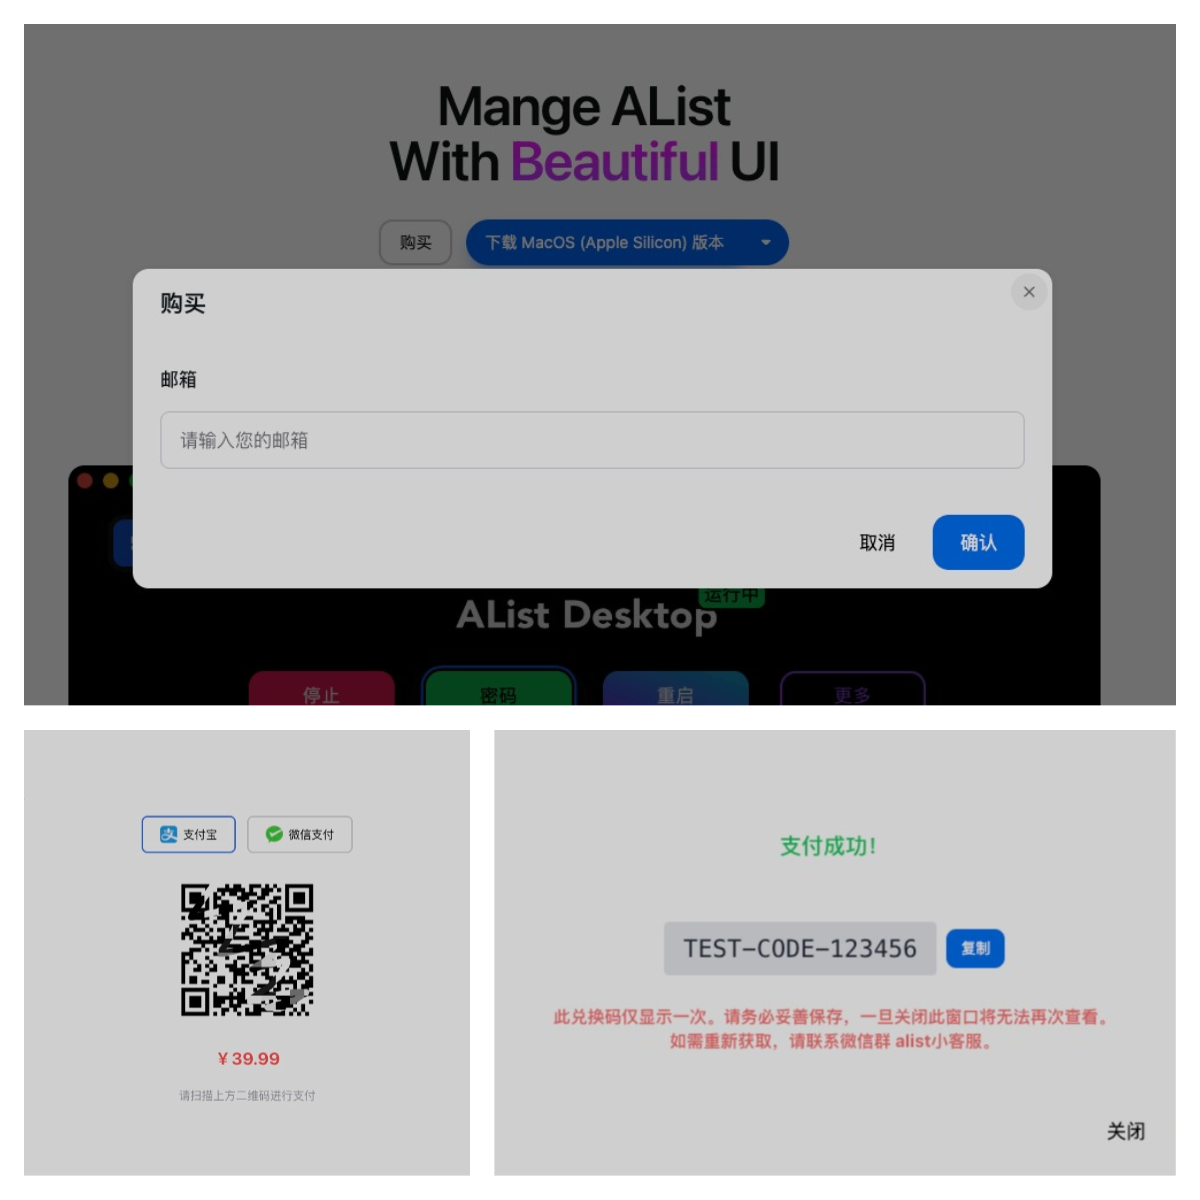 Mange AList
With Beautiful UI
购买
下载 MacOS (Apple Silicon) 版本
购买
邮箱
请输入您的邮箱
取消
确认
运行中
AList Desktop
停止
密码
重启
更多
支付宝
微信支付
¥ 39.99
请扫描上方二维码进行支付
支付成功!
TEST-CODE-123456
复制
此兑换码仅显示一次。请务必妥善保存，一旦关闭此窗口将无法再次查看。
如需重新获取，请联系微信群 alist小客服。
关闭